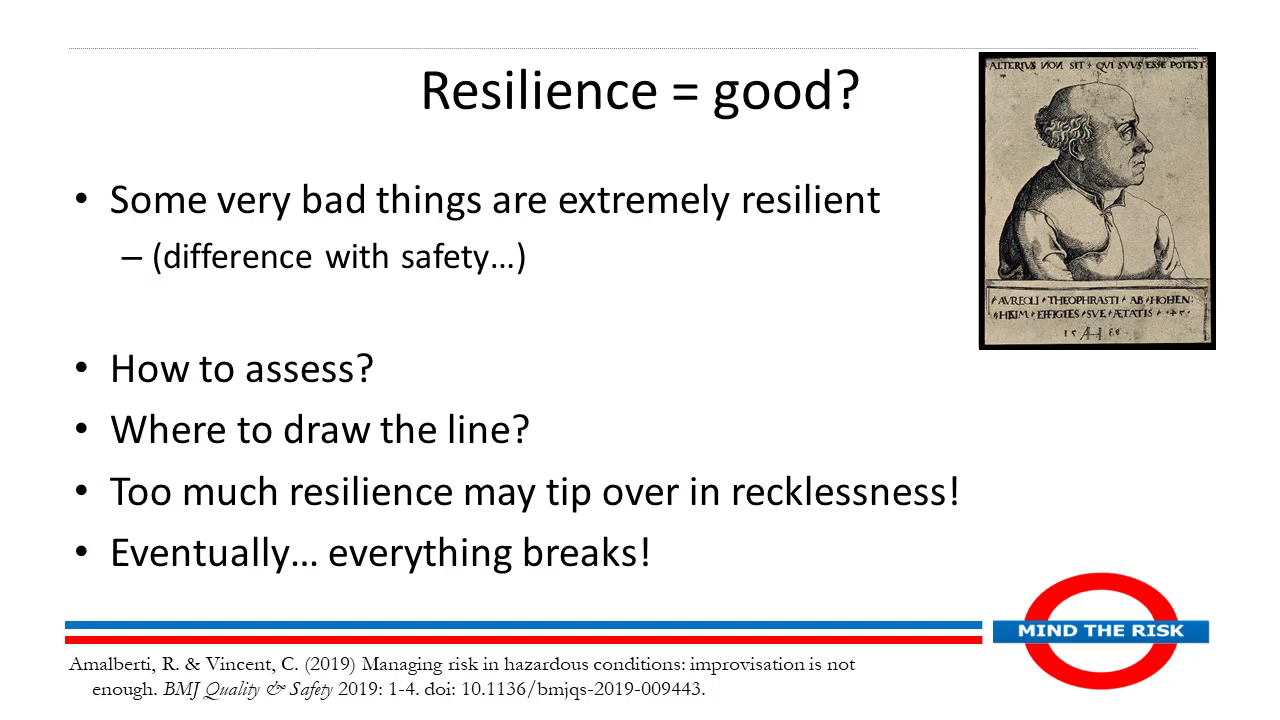 Resilience = good?
ALTERIVS NON SIT + QVI SVVS ESSE POTEST
• Some very bad things are extremely resilient
– (difference with safety…)
AVREOLI THEOPHRASTI AB HOHEN
HEIM EFFIGIES SVE ÆTATIS 45
• How to assess?
• Where to draw the line?
• Too much resilience may tip over in recklessness!
• Eventually… everything breaks!
MIND THE RISK
Amalberti, R. & Vincent, C. (2019) Managing risk in hazardous conditions: improvisation is not
enough. BMJ Quality & Safety 2019: 1-4. doi: 10.1136/bmjqs-2019-009443.